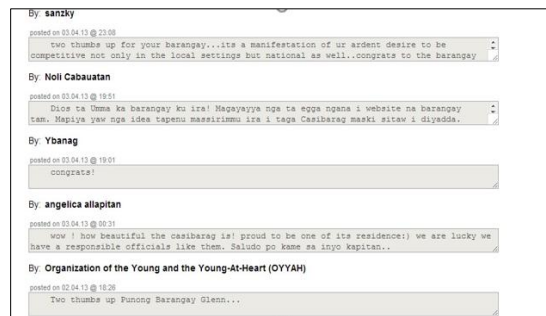 By: sanzky
posted on 03.04.13 @ 23:08
two thumbs up for your barangay...its a manifestation of ur ardent desire to be
competitive not only in the local settings but national as well..congrats to the barangay
By: Noli Cabauatan
posted on 03.04.13 @ 19:51
Dios ta Umma ka barangay ku ira! Magayayya nga ta egga ngana i website na barangay
tam. Mapiya yaw nga idea tapenu massirimmu ira i taga Casibarag maski sitaw i diyadda.
By: Ybanag
posted on 03.04.13 @ 19:01
congrats!
By: angelica allapitan
posted on 03.04.13 @ 00:31
wow ! how beautiful the casibarag is! proud to be one of its residence:) we are lucky we
have a responsible officials like them. Saludo po kame sa inyo kapitan..
By: Organization of the Young and the Young-At-Heart (OYYAH)
posted on 02.04.13 @ 18:26
Two thumbs up Punong Barangay Glenn...